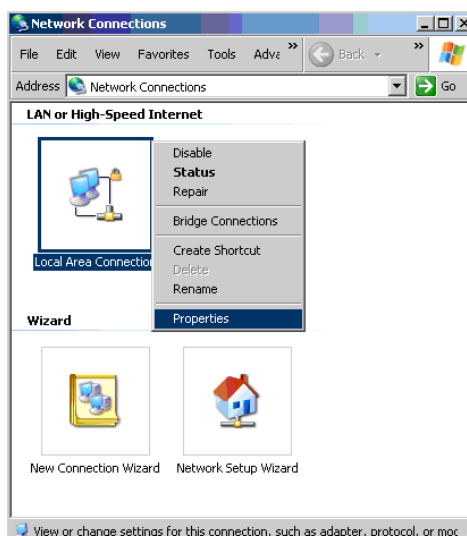 Network Connections
File Edit View Favorites Tools Adva » Back »
Address Network Connections Go
LAN or High-Speed Internet
Local Area Connection
Disable
Status
Repair
Bridge Connections
Create Shortcut
Delete
Rename
Properties
Wizard
New Connection Wizard Network Setup Wizard
View or change settings for this connection, such as adapter, protocol, or moc